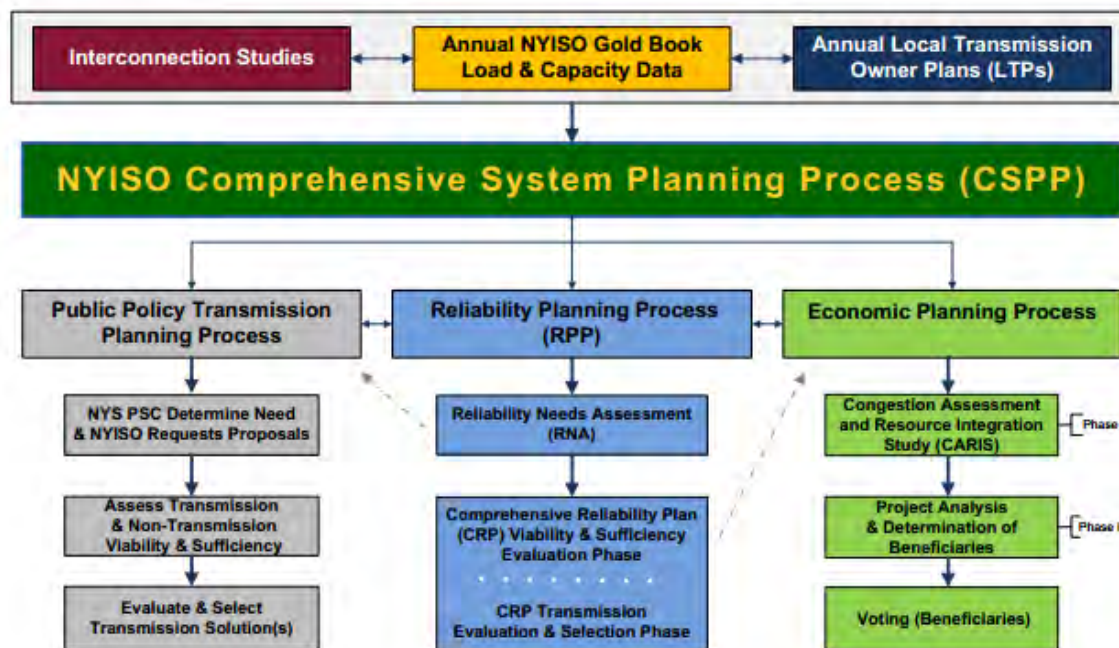 Interconnection Studies
Annual NYISO Gold Book
Load & Capacity Data
Annual Local Transmission
Owner Plans (LTPs)
NYISO Comprehensive System Planning Process (CSPP)
Public Policy Transmission
Planning Process
Reliability Planning Process
(RPP)
Economic Planning Process
NYS PSC Determine Need
& NYISO Requests Proposals
Reliability Needs Assessment
(RNA)
Congestion Assessment
and Resource Integration
Study (CARIS)
Phase
Assess Transmission
& Non-Transmission
Viability & Sufficiency
Comprehensive Reliability Plan
(CRP) Viability & Sufficiency
Evaluation Phase
Project Analysis
& Determination of
Beneficiaries
Phase
Evaluate & Select
Transmission Solution(s)
CRP Transmission
Evaluation & Selection Phase
Voting (Beneficiaries)